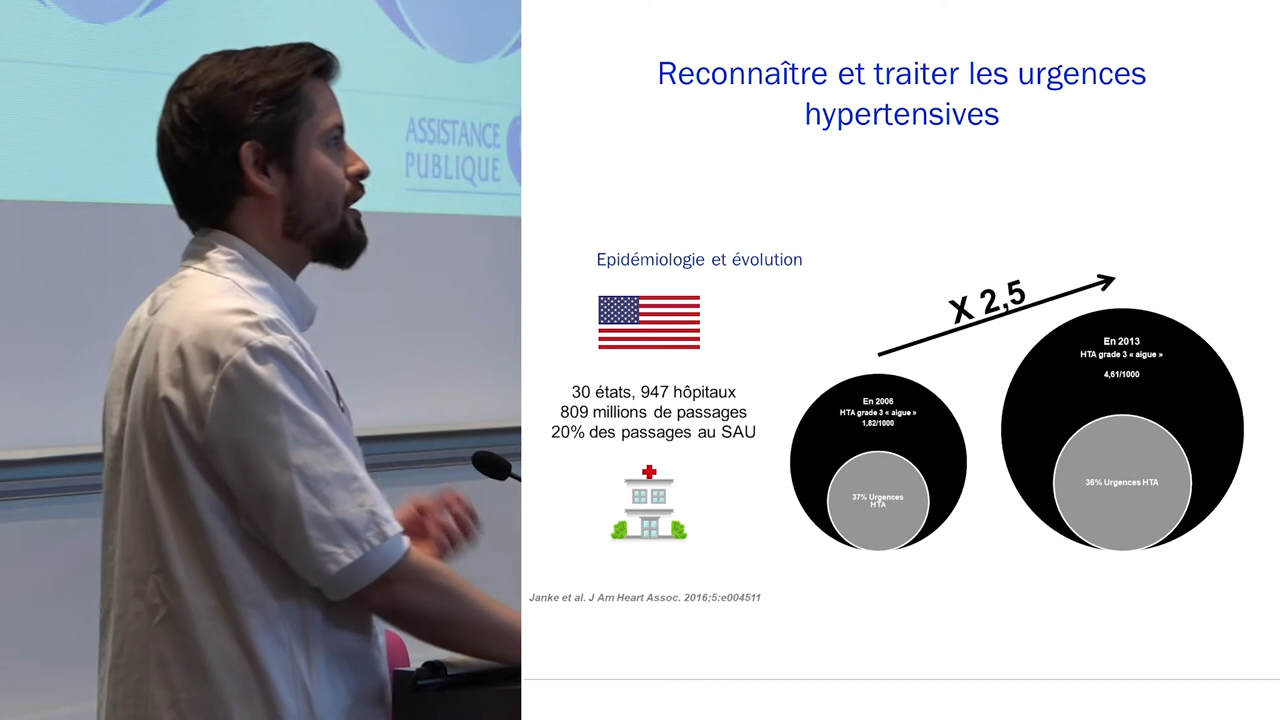 ASSISTANCE
PUBLIQUE
Reconnaître et traiter les urgences
hypertensives
Epidémiologie et évolution
30 états, 947 hôpitaux
809 millions de passages
20% des passages au SAU
X 2,5
En 2006
HTA grade 3 « aigue »
1,82/1000
37% Urgences
HTA
En 2013
HTA grade 3 « aigue »
4,61/1000
36% Urgences HTA
Janke et al. J Am Heart Assoc. 2016;5:e004511